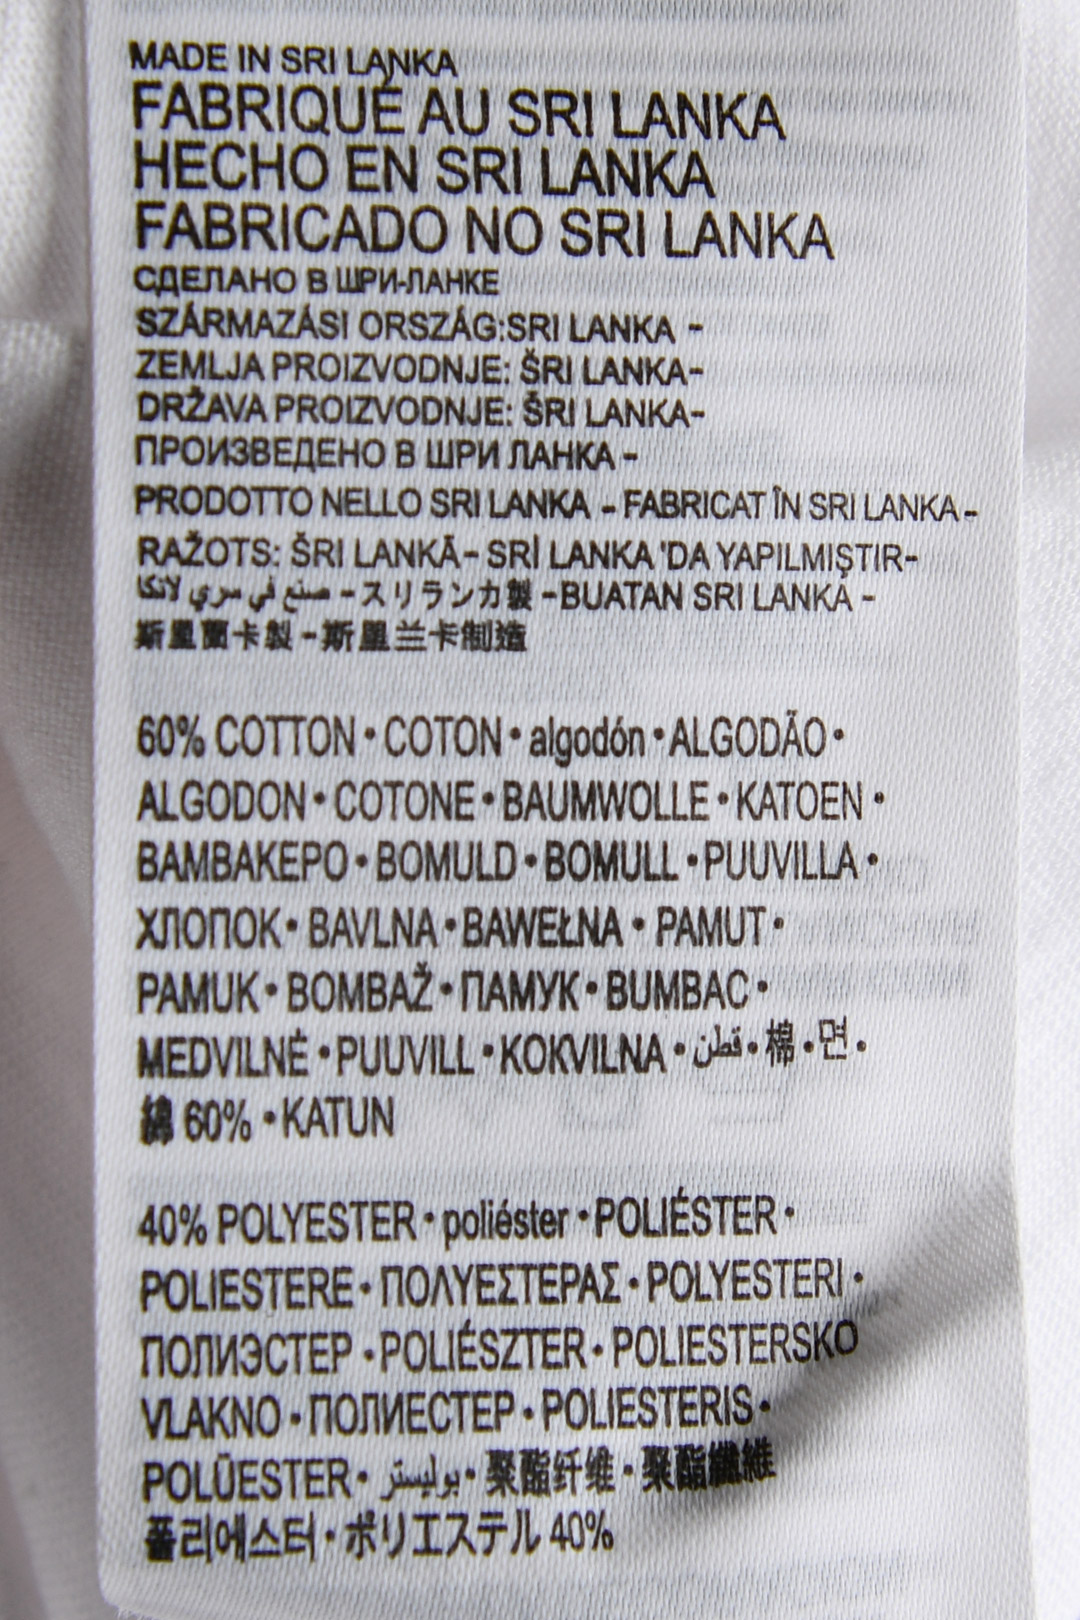 MADE IN SRI LANKA
FABRIQUÉ AU SRI LANKA
HECHO EN SRI LANKA
FABRICADO NO SRI LANKA
СДЕЛАНО В ШРИ-ЛАНКЕ
SZÁRMAZÁSI ORSZÁG:SRI LANKA -
ZEMLJA PROIZVODNJE: ŠRI LANKA-
DRŽAVA PROIZVODNJE: ŠRI LANKA-
ПРОИЗВЕДЕНО В ШРИ ЛАНКА -
PRODOTTO NELLO SRI LANKA - FABRICAT ÎN SRI LANKA-
RAŽOTS: ŠRI LANKĀ- SRİ LANKA 'DA YAPILMIŞTIR-
صنع في سري لانكا -スリランカ製 -BUATAN SRI LANKA -
斯里蘭卡製 -斯里兰卡制造
60% COTTON • COTON • algodón • ALGODÃO •
ALGODON • COTONE • BAUMWOLLE • KATOEN •
BAMBAKEPO • BOMULD • BOMULL • PUUVILLA •
ХЛОПОК • BAVLNA • BAWEŁNA • PAMUT •
PAMUK • BOMBAŽ • ПАМУК • BUMBAC •
MEDVILNĖ • PUUVILL • KOKVILNA • قطن • 棉 • 면 •
綿 60% • KATUN
40% POLYESTER • poliéster • POLIÉSTER •
POLIESTERE • ΠΟΛΥΕΣΤΕΡΑΣ • POLYESTERI •
ПОЛИЭСТЕР • POLIÉSZTER • POLIESTERSKO
VLAKNO • ПОЛИЕСТЕР • POLIESTERIS •
POLÜESTER • بوليستر • 聚酯纤维 • 聚酯纖維
폴리에스터 • ポリエステル 40%